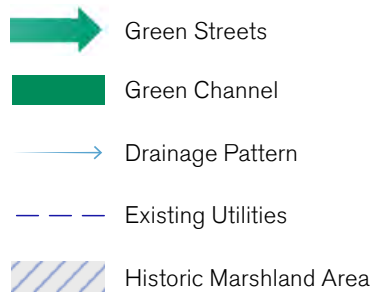 Green Streets
Green Channel
Drainage Pattern
Existing Utilities
Historic Marshland Area